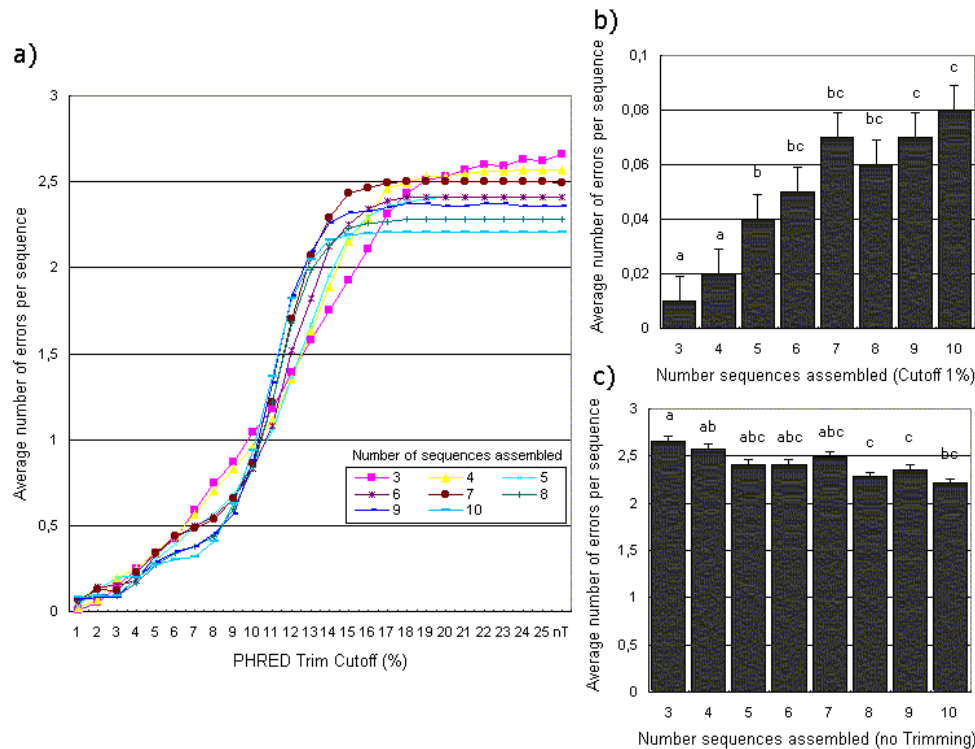 a)
Average number of errors per sequence
3
2,5
2
1,5
1
0,5
0
Number of sequences assembled
3 4 5
6 7 8
9 10
1 2 3 4 5 6 7 8 9 10 11 12 13 14 15 16 17 18 19 20 21 22 23 24 25 nT
PHRED Trim Cutoff (%)
b)
Average number of errors per sequence
0,1
0,08
0,06
0,04
0,02
0
a a b bc bc bc c c
3 4 5 6 7 8 9 10
Number sequences assembled (Cutoff 1%)
c)
Average number of errors per sequence
3
2,5
2
1,5
1
0,5
0
a ab abc abc abc c c bc
3 4 5 6 7 8 9 10
Number sequences assembled (no Trimming)